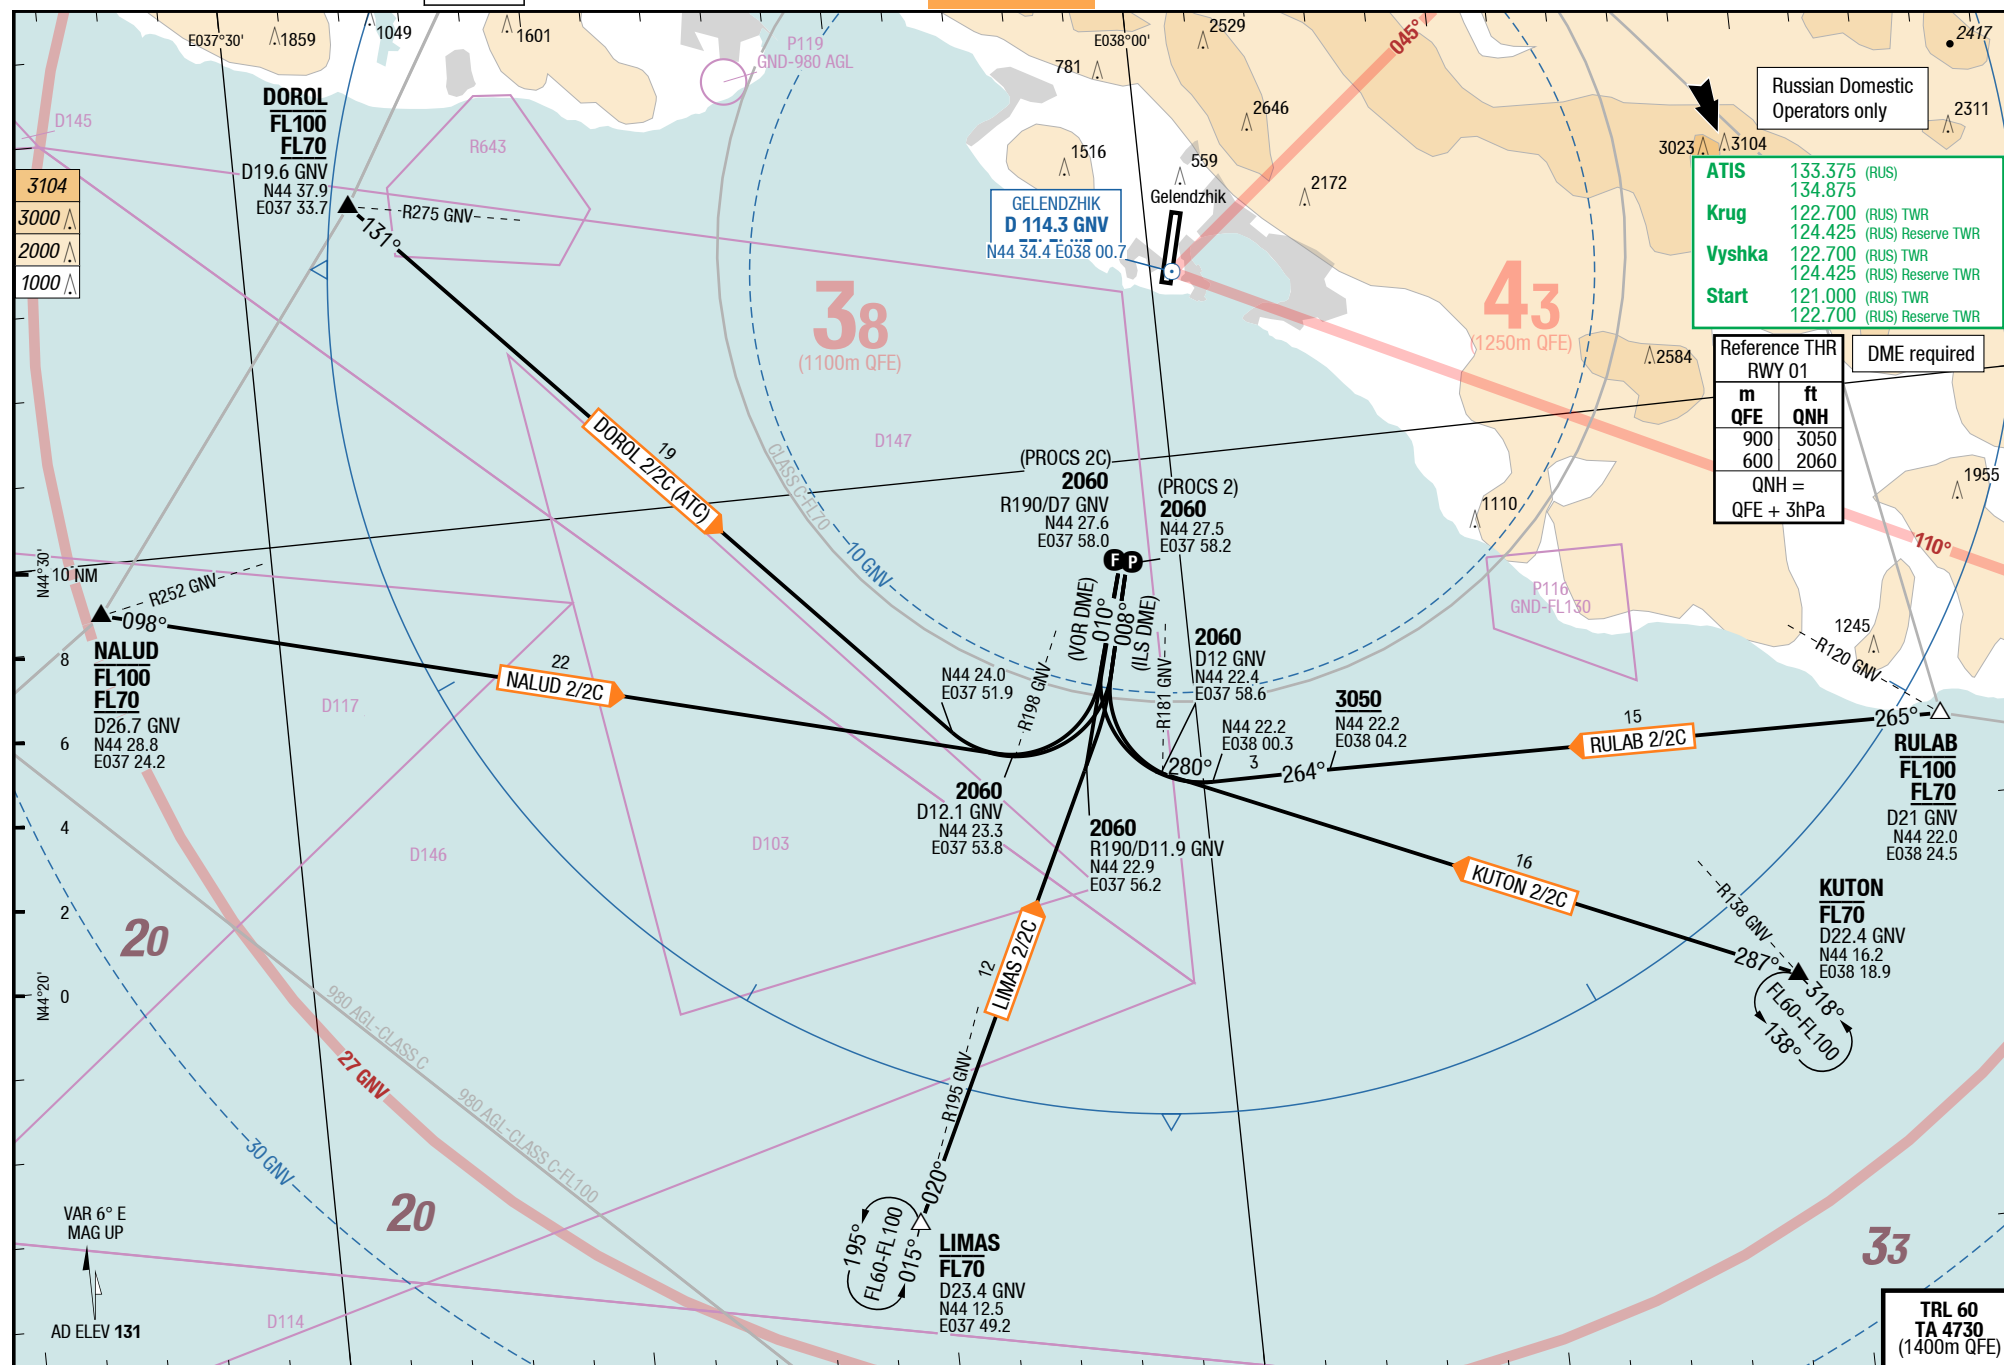 E037°30'
1859
1049
1601
P119
GND-980 AGL
E038°00'
2529
781
045°
2417
Russian Domestic
Operators only
2311
2646
3023
3104
1516
559
2172
Gelendzhik
D145
R643
DOROL
FL100
FL70
D19.6 GNV
N44 37.9
E037 33.7
R275 GNV
131°
3104
3000
2000
1000
GELENDZHIK
D 114.3 GNV
N44 34.4 E038 00.7
ATIS 133.375 (RUS)
134.875
Krug 122.700 (RUS) TWR
124.425 (RUS) Reserve TWR
Vyshka 122.700 (RUS) TWR
124.425 (RUS) Reserve TWR
Start 121.000 (RUS) TWR
122.700 (RUS) Reserve TWR
38
(1100m QFE)
43
(1250m QFE)
2584
Reference THR
RWY 01
m ft
QFE QNH
900 3050
600 2060
QNH =
QFE + 3hPa
DME required
1955
1110
110°
19
DOROL 2/2C (ATC)
D147
CLASS C-FL70
10 GNV
(PROCS 2C)
2060
R190/D7 GNV
N44 27.6
E037 58.0
(PROCS 2)
2060
N44 27.5
E037 58.2
F P
(VOR DME)
010°
008°
(ILS DME)
P116
GND-FL130
1245
R120 GNV
N44°30'
10 NM
8
6
4
2
0
N44°20'
R252 GNV
098°
NALUD
FL100
FL70
D26.7 GNV
N44 28.8
E037 24.2
22
NALUD 2/2C
D117
D146
D103
N44 24.0
E037 51.9
R198 GNV
R181 GNV
2060
D12 GNV
N44 22.4
E037 58.6
N44 22.2
E038 00.3
3
3050
N44 22.2
E038 04.2
280°
264°
15
RULAB 2/2C
265°
RULAB
FL100
FL70
D21 GNV
N44 22.0
E038 24.5
2060
D12.1 GNV
N44 23.3
E037 53.8
2060
R190/D11.9 GNV
N44 22.9
E037 56.2
16
KUTON 2/2C
R138 GNV
287°
KUTON
FL70
D22.4 GNV
N44 16.2
E038 18.9
318°
FL60-FL100
138°
20
12
LIMAS 2/2C
R195 GNV
020°
980 AGL-CLASS C
27 GNV
980 AGL-CLASS C-FL100
30 GNV
20
195°
FL60-FL100
015°
LIMAS
FL70
D23.4 GNV
N44 12.5
E037 49.2
33
VAR 6° E
MAG UP
AD ELEV 131
D114
TRL 60
TA 4730
(1400m QFE)